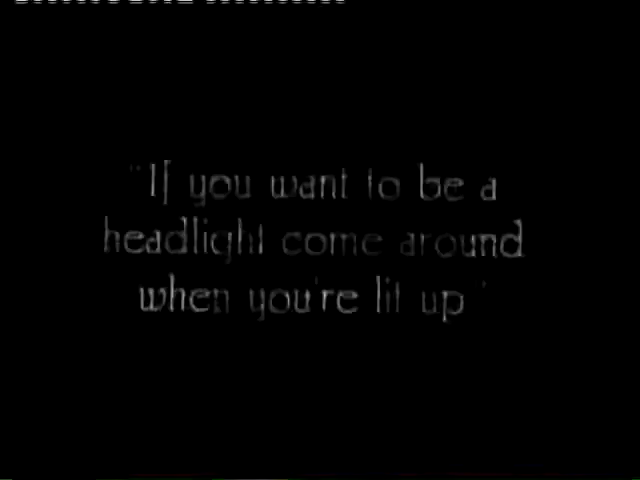 "If you want to be a
headlight come around
when you're lit up "